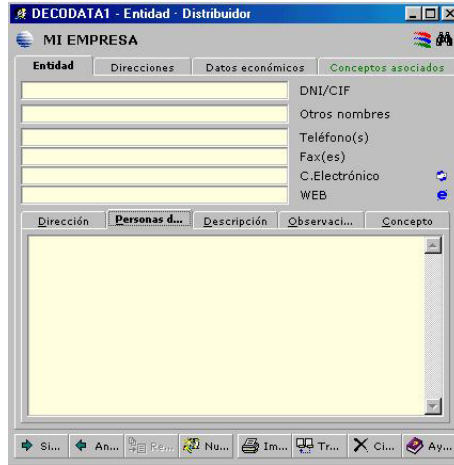 DECODATA1 - Entidad - Distribuidor
MI EMPRESA
Entidad Direcciones Datos económicos Conceptos asociados
DNI/CIF
Otros nombres
Teléfono(s)
Fax(es)
C.Electrónico
WEB
Dirección Personas d... Descripción Observaci... Concepto
Si... An... Re... Nu... Im... Tr... Ci... Ay...